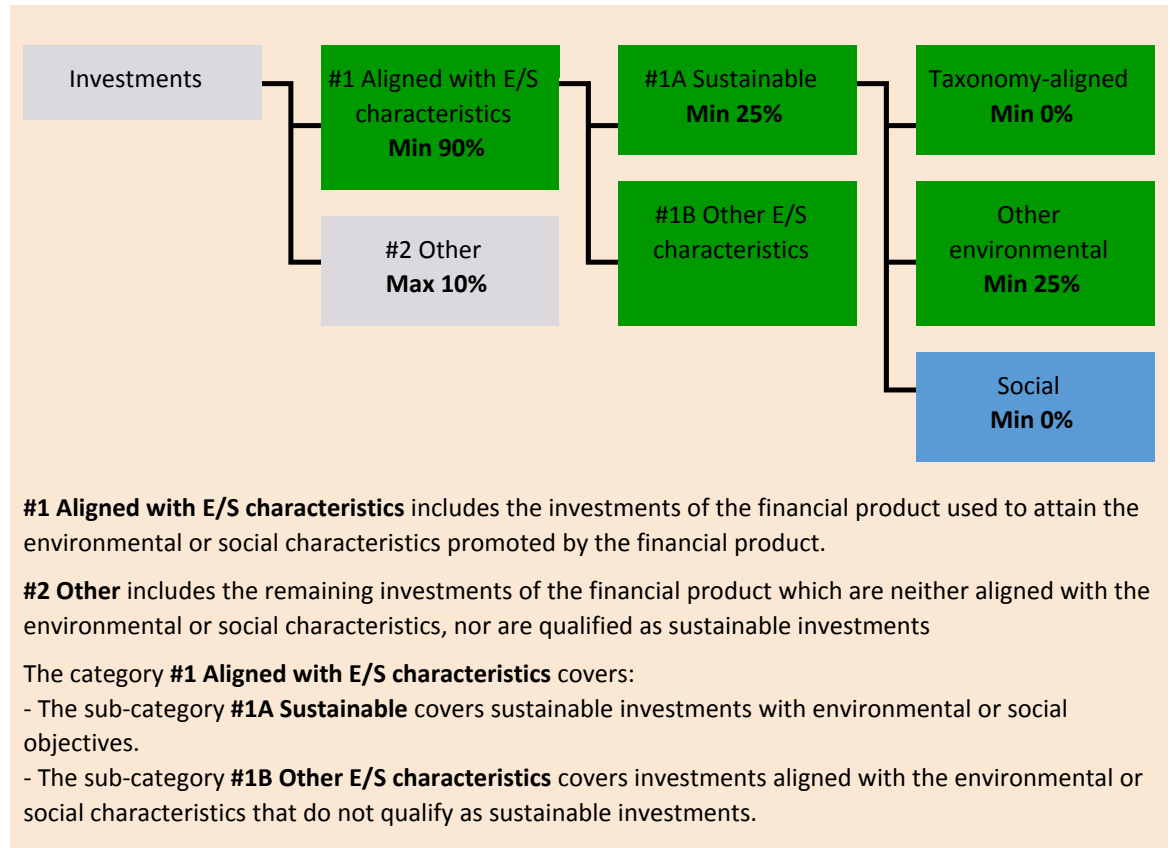 Investments
#1 Aligned with E/S
characteristics
Min 90%
#2 Other
Max 10%
#1A Sustainable
Min 25%
#1B Other E/S
characteristics
Taxonomy-aligned
Min 0%
Other
environmental
Min 25%
Social
Min 0%
#1 Aligned with E/S characteristics includes the investments of the financial product used to attain the
environmental or social characteristics promoted by the financial product.
#2 Other includes the remaining investments of the financial product which are neither aligned with the
environmental or social characteristics, nor are qualified as sustainable investments
The category #1 Aligned with E/S characteristics covers:
- The sub-category #1A Sustainable covers sustainable investments with environmental or social
objectives.
- The sub-category #1B Other E/S characteristics covers investments aligned with the environmental or
social characteristics that do not qualify as sustainable investments.